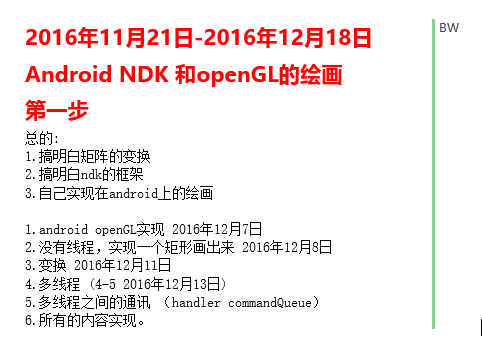 2016年11月21日-2016年12月18日
Android NDK 和openGL的绘画
第一步
总的:
1.搞明白矩阵的变换
2.搞明白ndk的框架
3.自己实现在android上的绘画
1.android openGL实现 2016年12月7日
2.没有线程，实现一个矩形画出来 2016年12月8日
3.变换 2016年12月11日
4.多线程 (4-5 2016年12月13日)
5.多线程之间的通讯 （handler commandQueue）
6.所有的内容实现。
BW